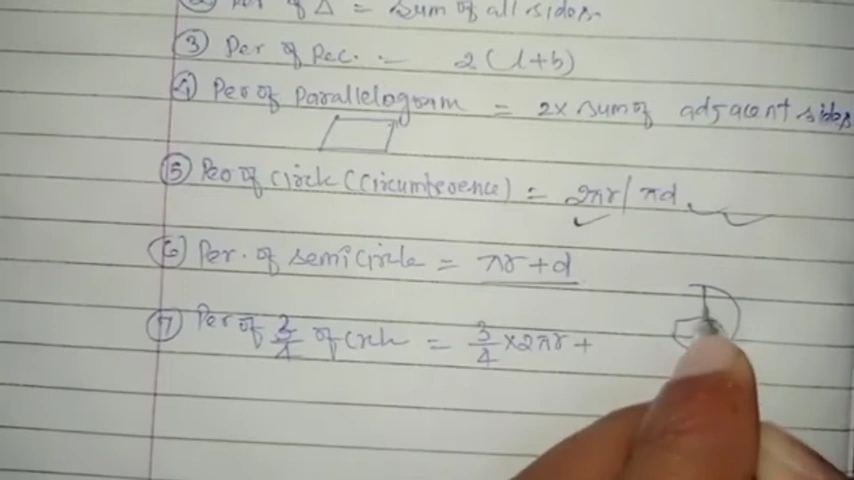 ② Per of Δ = Sum of all sides
③ Per of Rec. = 2(l+b)
④ Per of Parallelogram = 2× sum of adjacent sides
⑤ Per of Circle (Circumference) = 2πr | πd
⑥ Per. of semicircle = πr+d
⑦ Per of 3/4 of circle = 3/4 ×2πr+